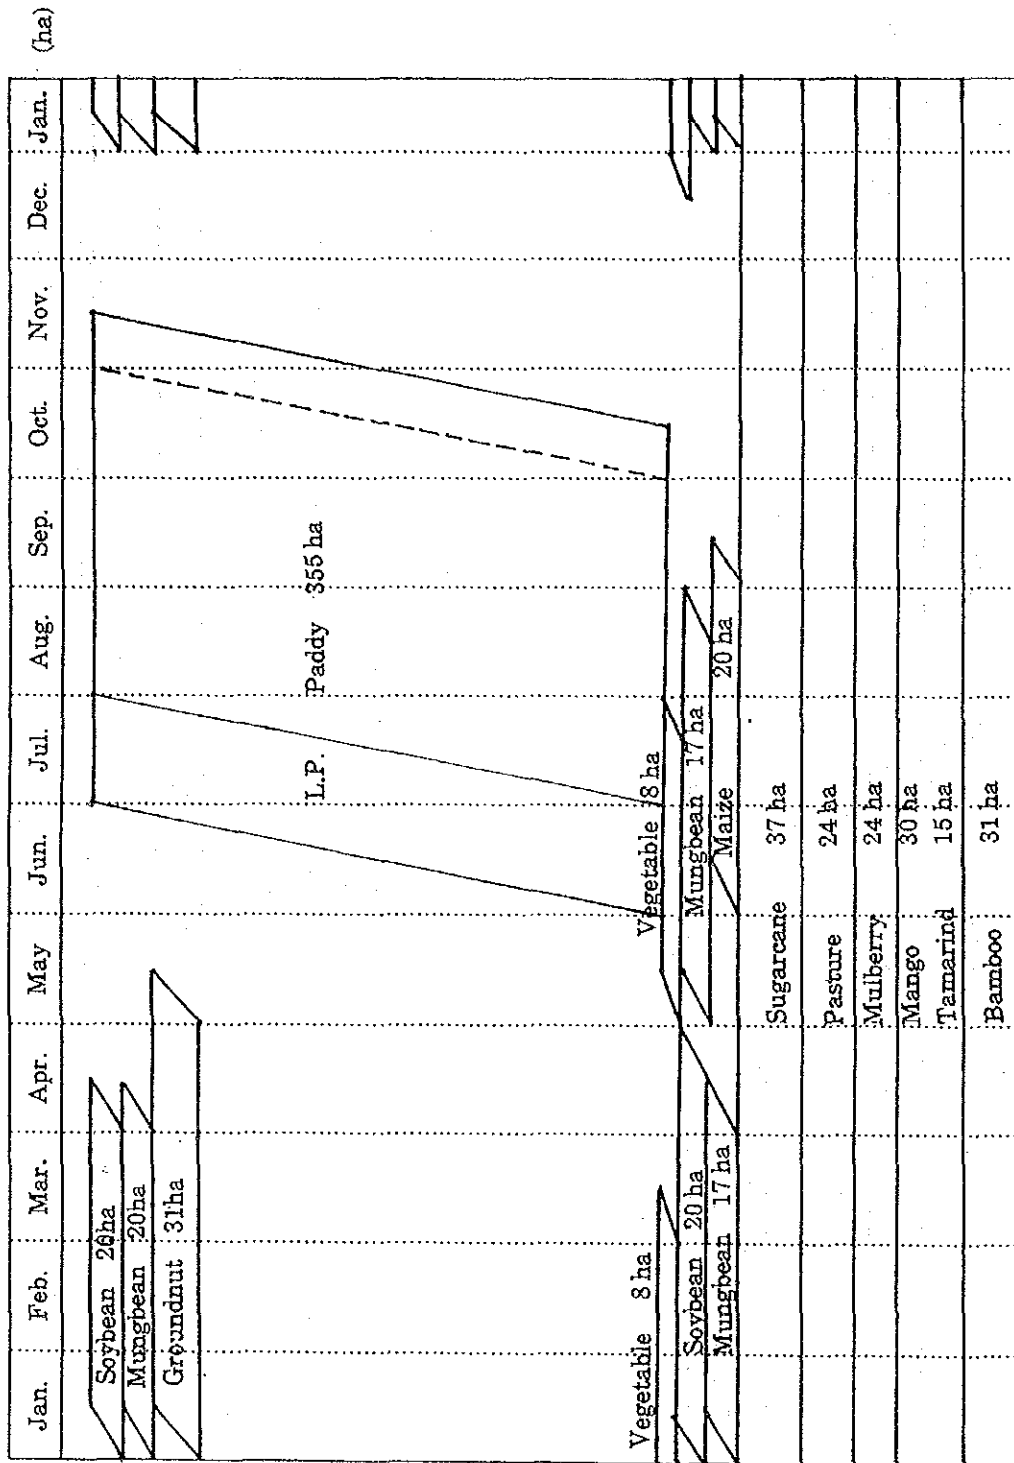 Jan. Feb. Mar. Apr. May Jun. Jul. Aug. Sep. Oct. Nov. Dec. Jan. (ha)
Soybean 20ha
Mungbean 20ha
Groundnut 31ha
L.P. Paddy 355 ha
Vegetable 8 ha
Vegetable 8 ha
Soybean 20 ha
Mungbean 17 ha
Mungbean 17 ha
Maize 20 ha
Sugarcane 37 ha
Pasture 24 ha
Mulberry 24 ha
Mango 30 ha
Tamarind 15 ha
Bamboo 31 ha